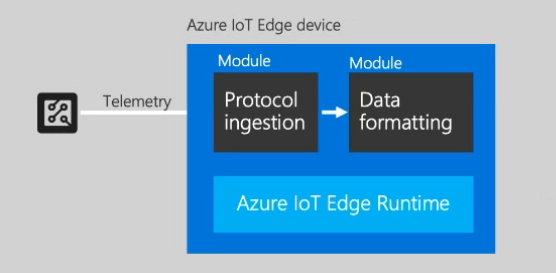 Azure IoT Edge device
Module
Module
Telemetry
Protocol
ingestion
Data
formatting
Azure IoT Edge Runtime